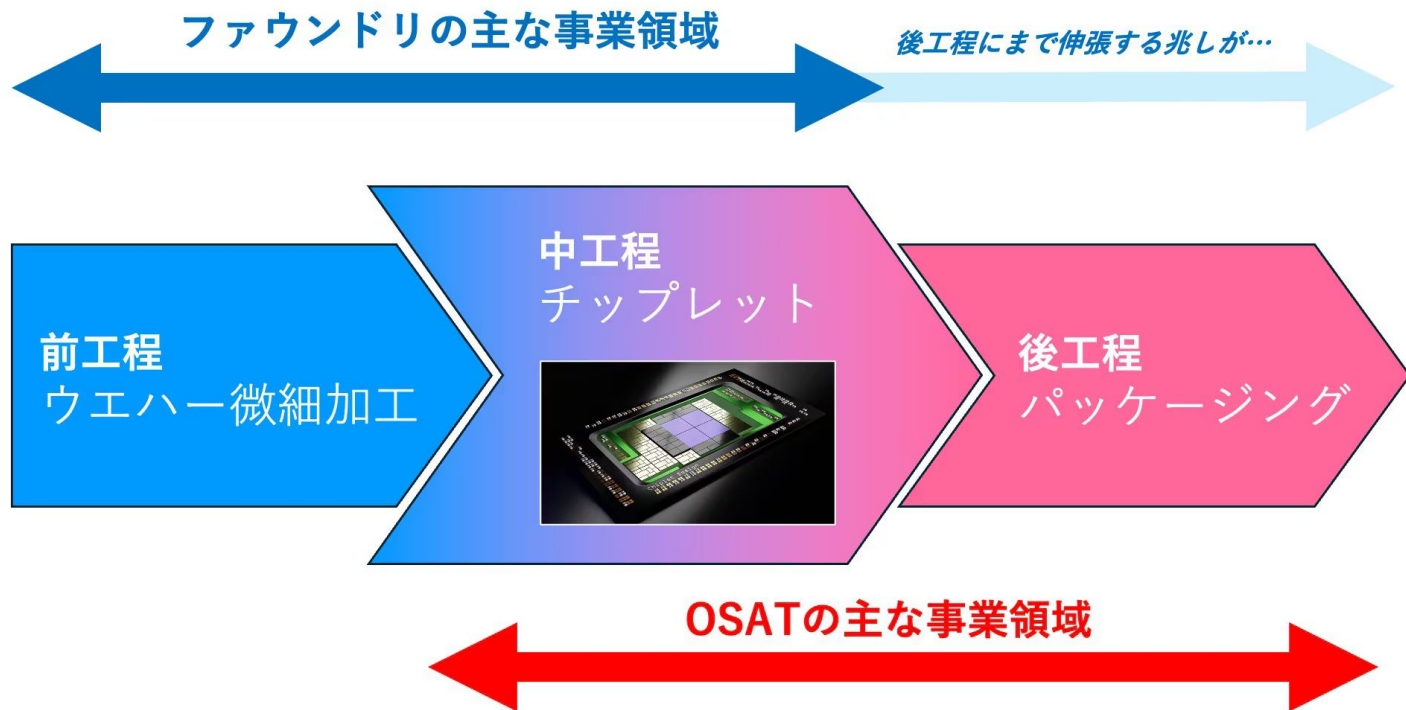 ファウンドリの主な事業領域
後工程にまで伸張する兆しが…
中工程
チップレット
前工程
ウエハー微細加工
後工程
パッケージング
OSATの主な事業領域